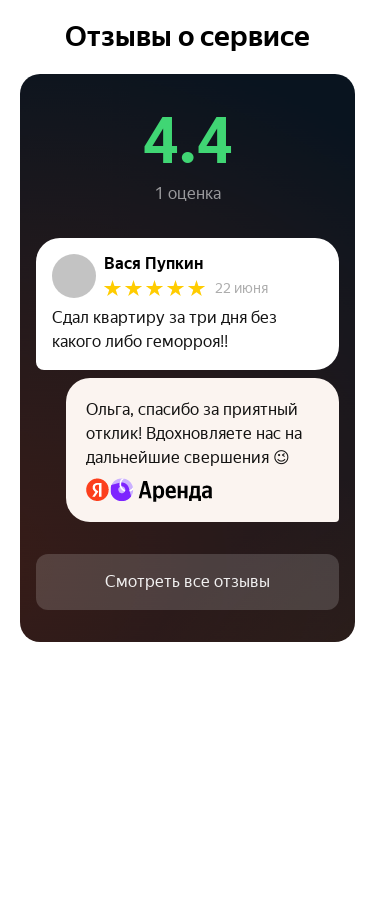 Отзывы о сервисе
4.4
1 оценка
Вася Пупкин
22 июня
Сдал квартиру за три дня без
какого либо геморроя!!
Ольга, спасибо за приятный
отклик! Вдохновляете нас на
дальнейшие свершения 😉
Я Аренда
Смотреть все отзывы